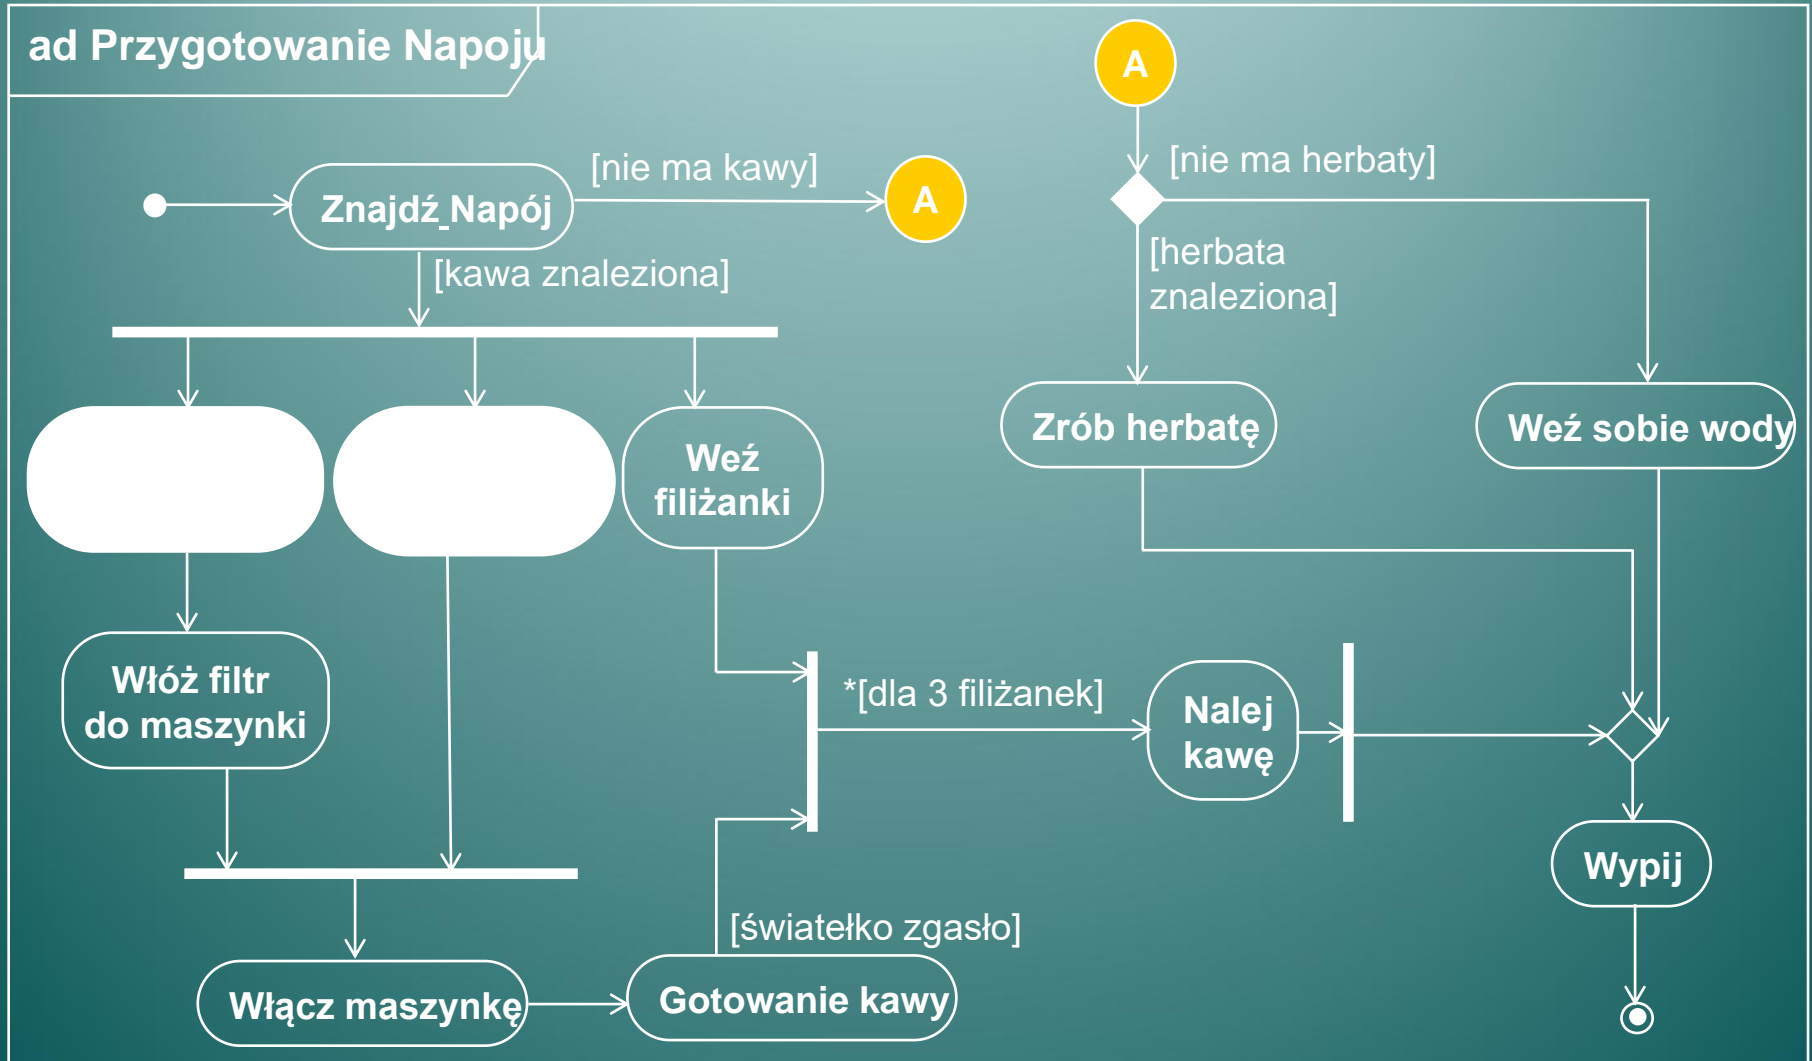 ad Przygotowanie Napoju
A
[nie ma kawy]
[nie ma herbaty]
Znajdź_Napój
A
[kawa znaleziona]
[herbata
znaleziona]
Weź
filiżanki
Zrób herbatę
Weź sobie wody
Włóż filtr
do maszynki
*[dla 3 filiżanek]
Nalej
kawę
Wypij
[światełko zgasło]
Włącz maszynkę
Gotowanie kawy